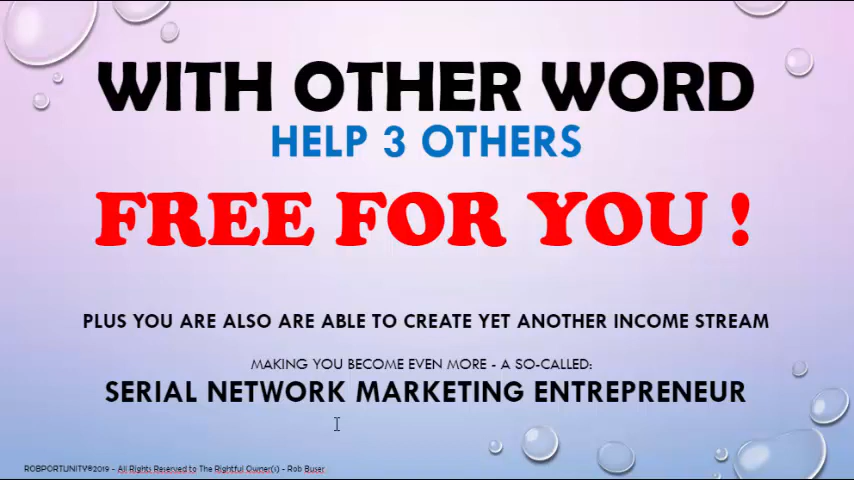 WITH OTHER WORD
HELP 3 OTHERS
FREE FOR YOU !
PLUS YOU ARE ALSO ARE ABLE TO CREATE YET ANOTHER INCOME STREAM
MAKING YOU BECOME EVEN MORE - A SO-CALLED:
SERIAL NETWORK MARKETING ENTREPRENEUR
ROBPORTUNITY®2019 - All Rights Reserved to The Rightful Owner(s) - Rob Buser